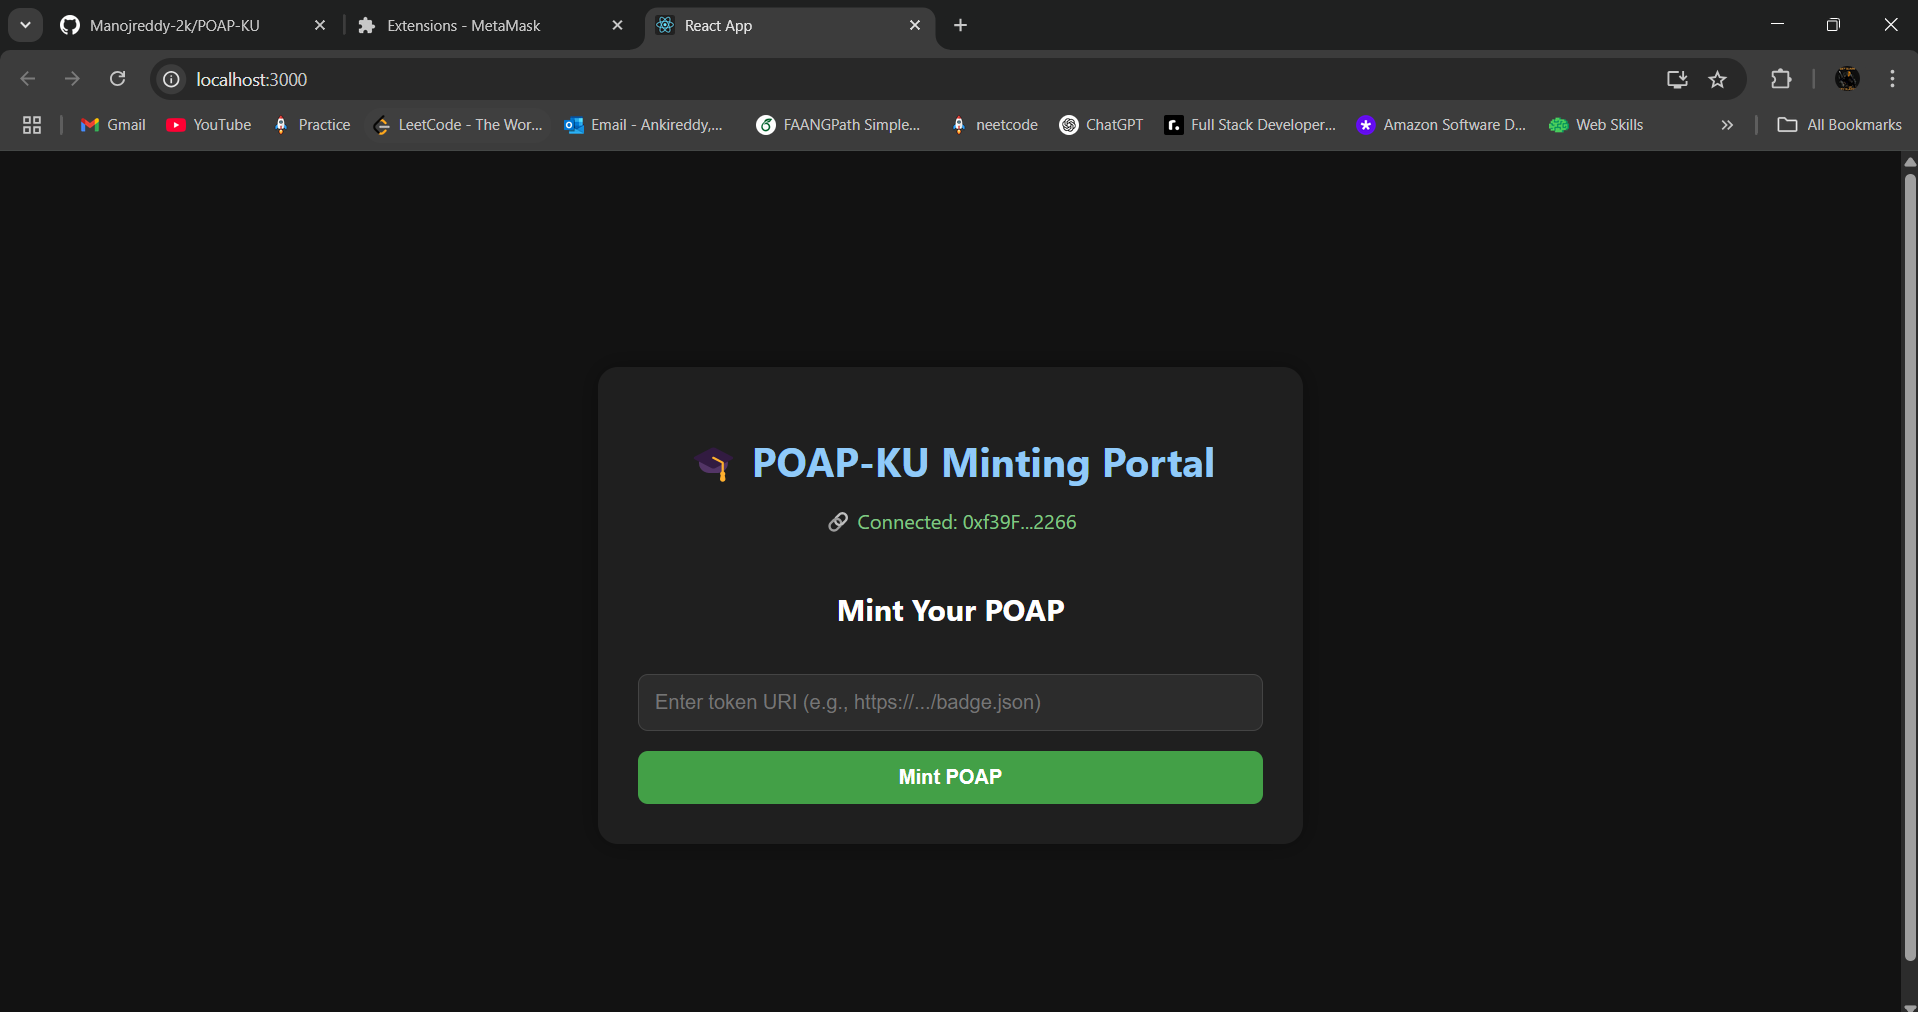 Manojreddy-2k/POAP-KU
Extensions - MetaMask
React App
localhost:3000
Gmail
YouTube
Practice
LeetCode - The Wor...
Email - Ankireddy,...
FAANGPath Simple...
neetcode
ChatGPT
Full Stack Developer...
Amazon Software D...
Web Skills
All Bookmarks
POAP-KU Minting Portal
Connected: 0xf39F...2266
Mint Your POAP
Enter token URI (e.g., https://.../badge.json)
Mint POAP